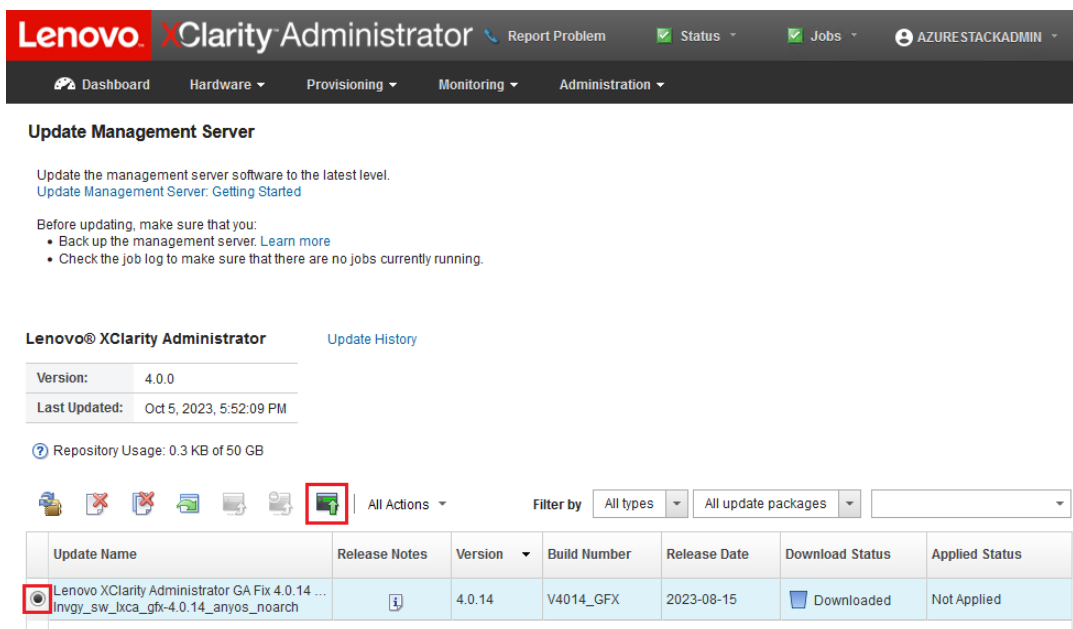 Lenovo. XClarity Administrator Report Problem Status Jobs AZURESTACKADMIN
Dashboard Hardware Provisioning Monitoring Administration
Update Management Server
Update the management server software to the latest level.
Update Management Server: Getting Started
Before updating, make sure that you:
• Back up the management server. Learn more
• Check the job log to make sure that there are no jobs currently running.
Lenovo® XClarity Administrator Update History
Version: 4.0.0
Last Updated: Oct 5, 2023, 5:52:09 PM
? Repository Usage: 0.3 KB of 50 GB
All Actions Filter by All types All update packages
Update Name Release Notes Version Build Number Release Date Download Status Applied Status
Lenovo XClarity Administrator GA Fix 4.0.14 ...
lnvgy_sw_lxca_gfx-4.0.14_anyos_noarch 4.0.14 V4014_GFX 2023-08-15 Downloaded Not Applied